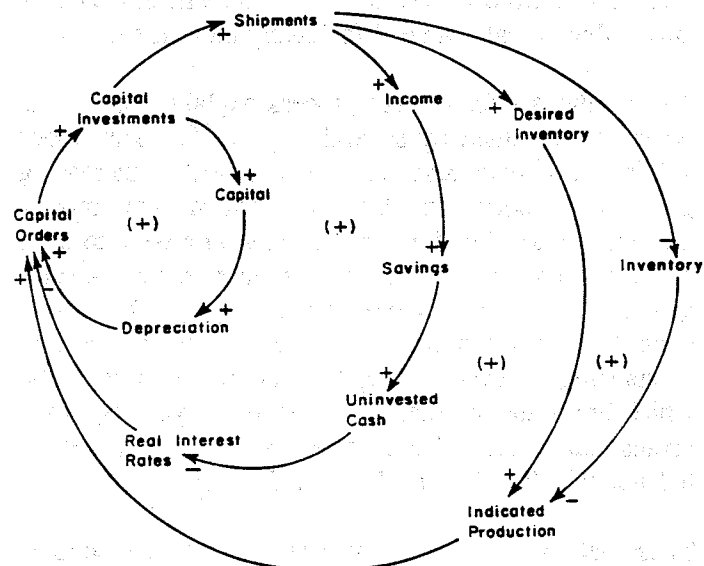 Shipments
+
Capital
Investments
+
+
Income
+
Desired
Inventory
+
Capital
+
Capital
Orders
(+)
(+)
+
+
−
Savings
+
Inventory
−
Depreciation
+
(+)
(+)
Uninvested
Cash
+
Real Interest
Rates
−
Indicated
Production
+
−